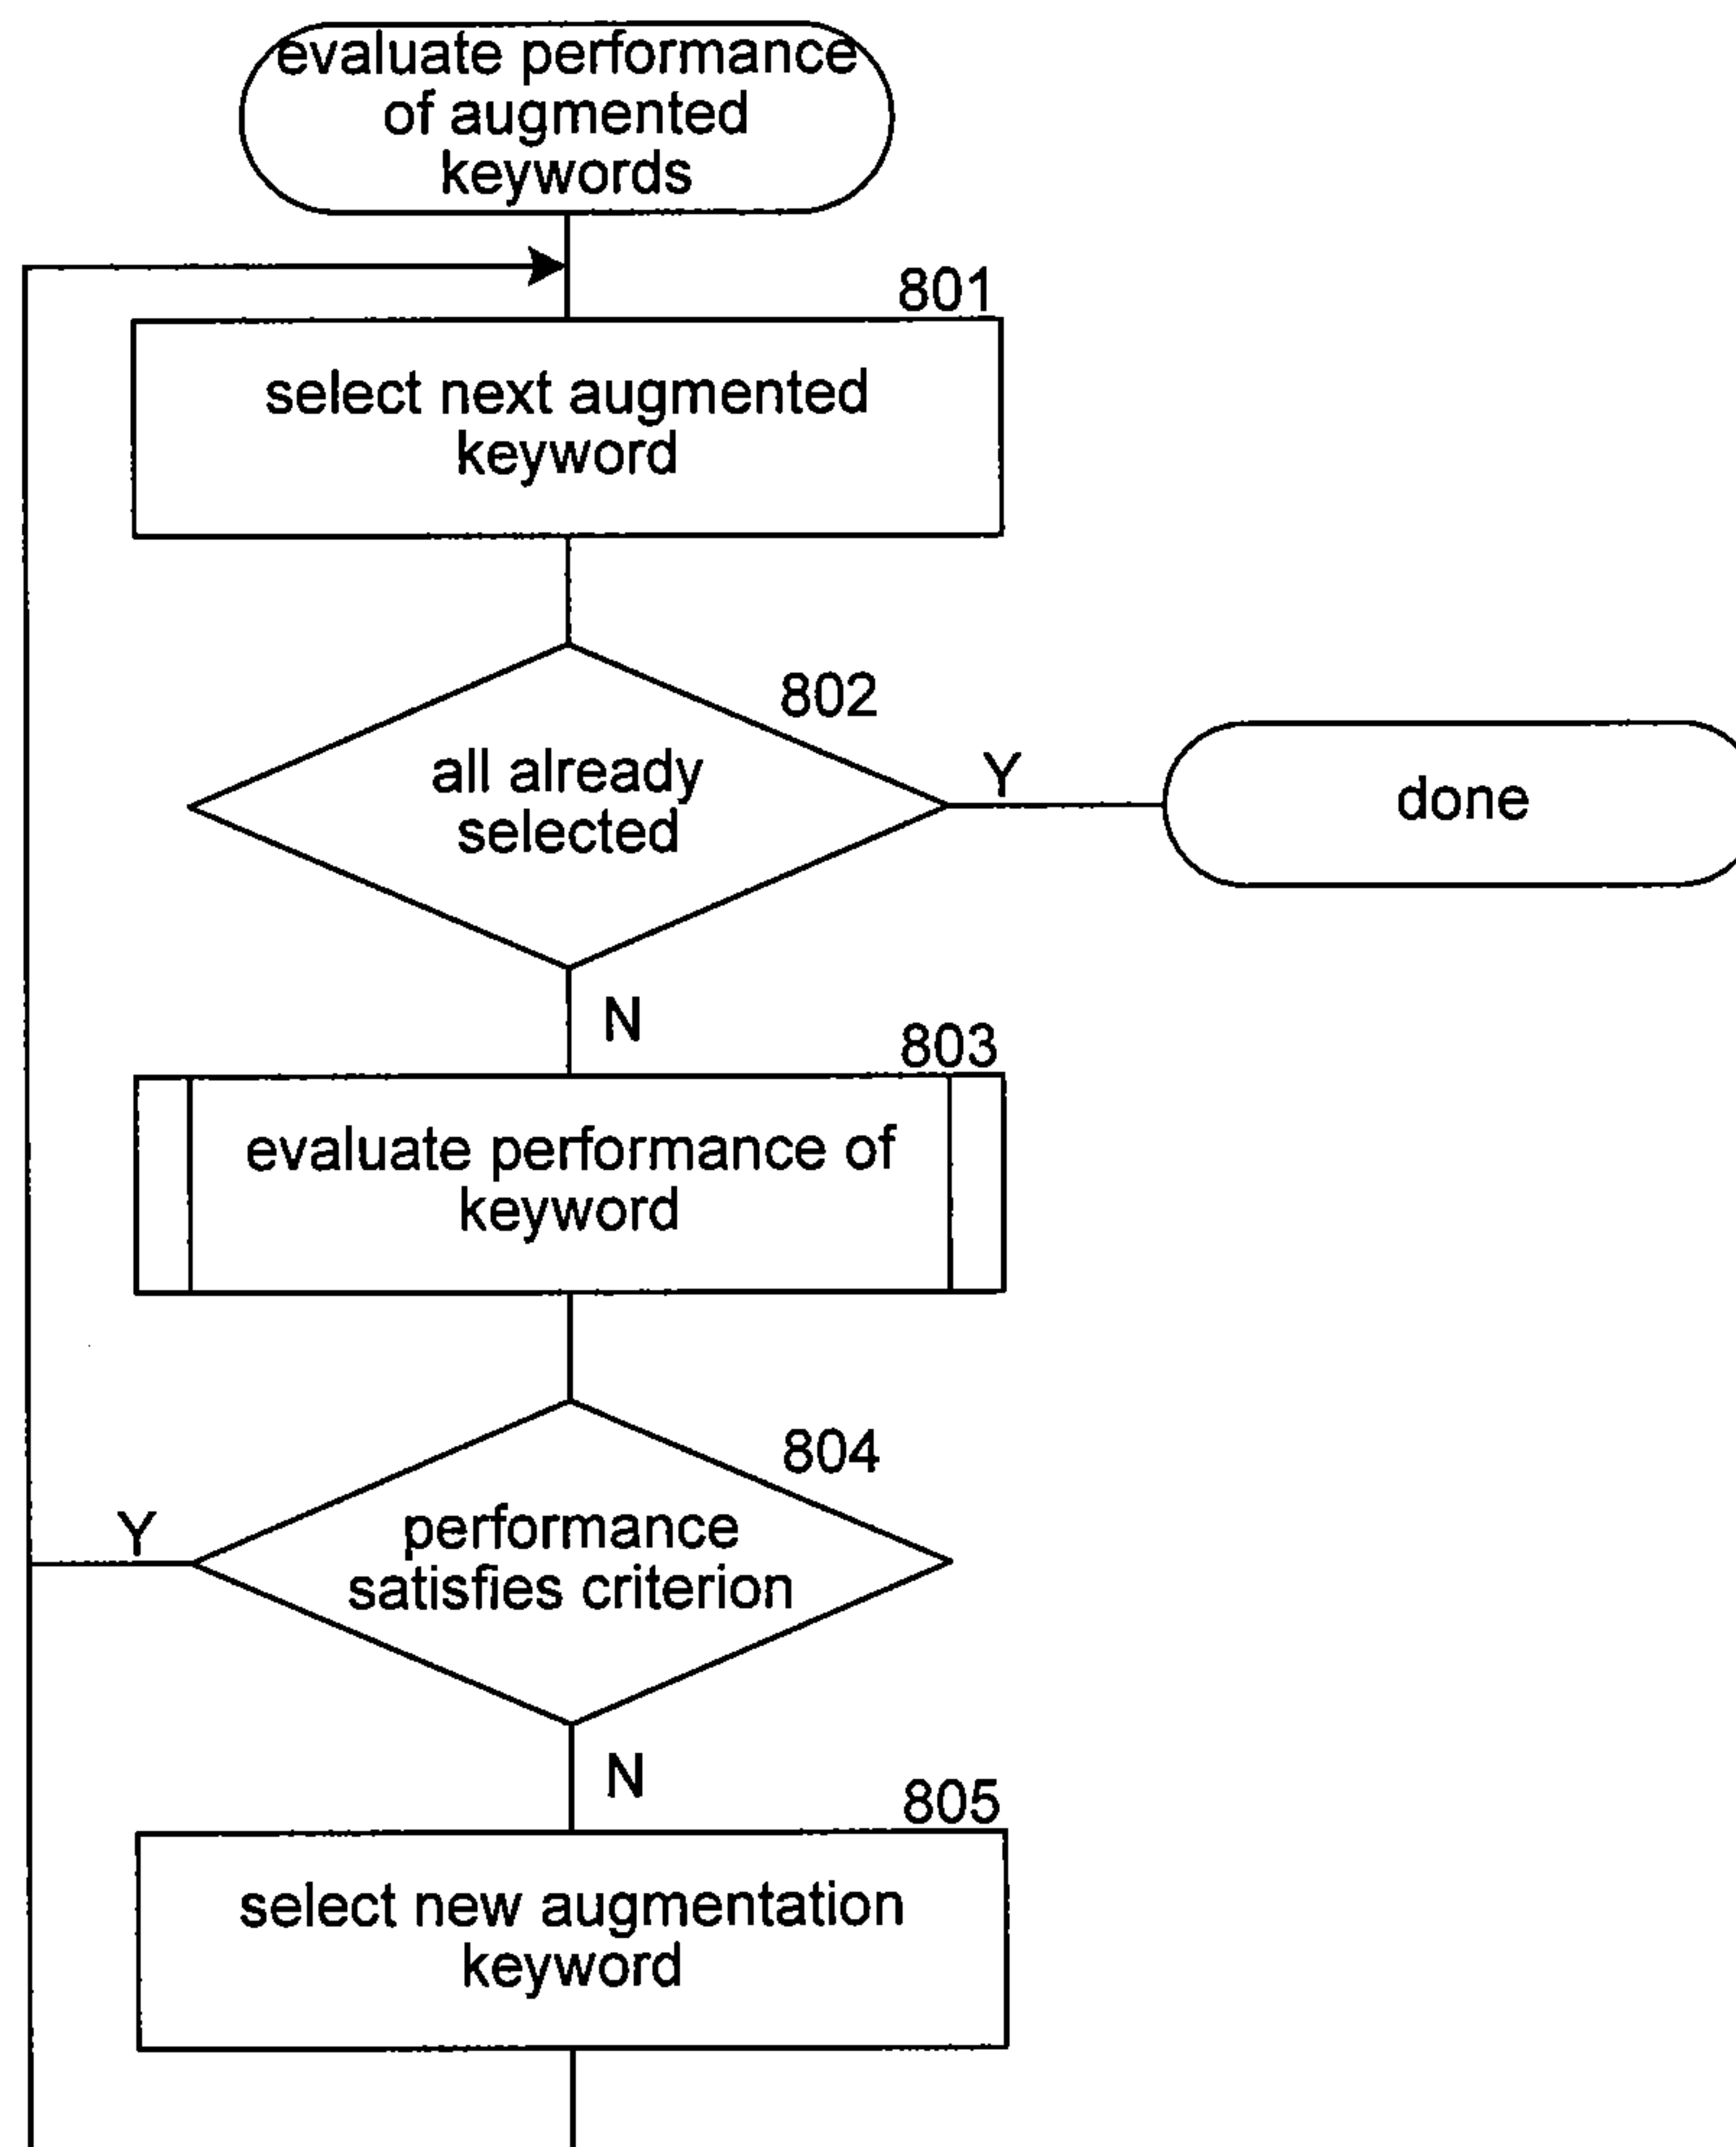 evaluate performance
of augmented
keywords
801
select next augmented
keyword
802
all already
selected
Y
done
N
803
evaluate performance of
keyword
804
performance
satisfies criterion
Y
N
805
select new augmentation
keyword